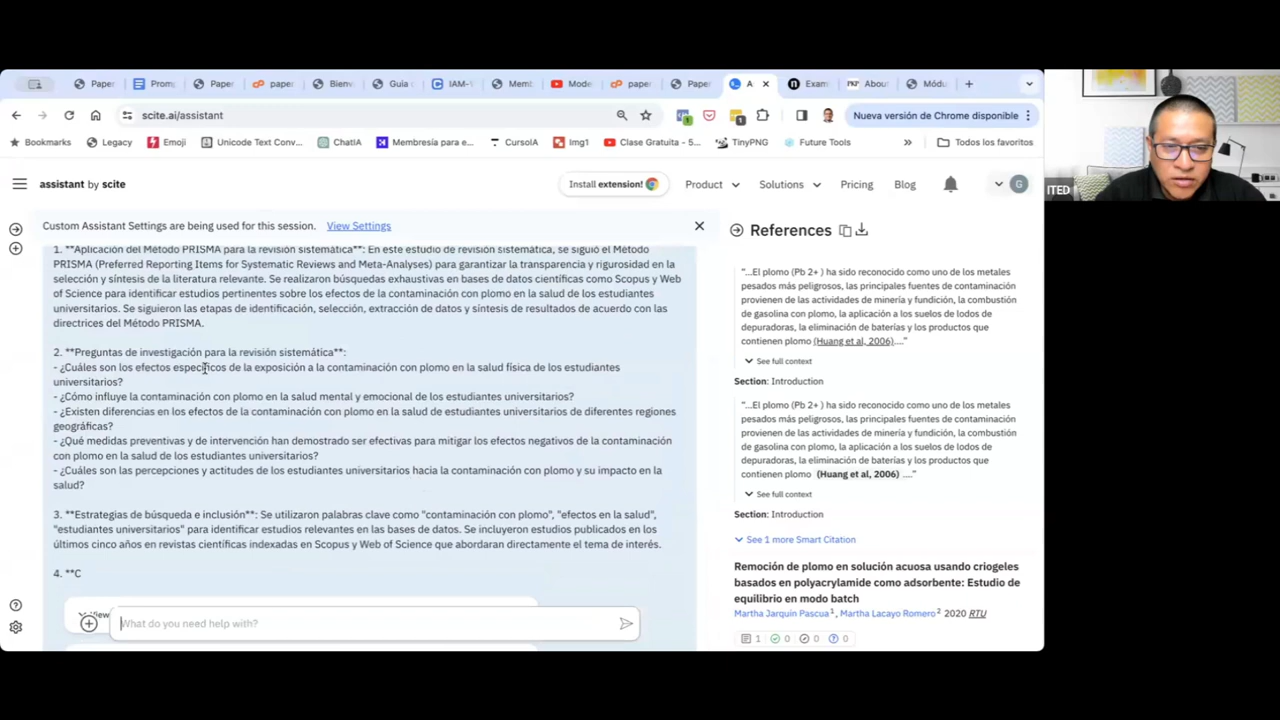 Paper
Prom
Paper
paper
Bienv
Guia
IAM-
Memb
Mode
paper
Paper
A
Exam
Abou
Módu
scite.ai/assistant
Nueva versión de Chrome disponible
Bookmarks
Legacy
Emoji
Unicode Text Conv...
ChatIA
Membresía para e...
CursoIA
Img1
Clase Gratuita - 5...
TinyPNG
Future Tools
Todos los favoritos
assistant by scite
Install extension!
Product
Solutions
Pricing
Blog
G
ITED
Custom Assistant Settings are being used for this session. View Settings
1. **Aplicación del Método PRISMA para la revisión sistemática**: En este estudio de revisión sistemática, se siguió el Método
PRISMA (Preferred Reporting Items for Systematic Reviews and Meta-Analyses) para garantizar la transparencia y rigurosidad en la
selección y síntesis de la literatura relevante. Se realizaron búsquedas exhaustivas en bases de datos científicas como Scopus y Web
of Science para identificar estudios pertinentes sobre los efectos de la contaminación con plomo en la salud de los estudiantes
universitarios. Se siguieron las etapas de identificación, selección, extracción de datos y síntesis de resultados de acuerdo con las
directrices del Método PRISMA.
2. **Preguntas de investigación para la revisión sistemática**:
- ¿Cuáles son los efectos específicos de la exposición a la contaminación con plomo en la salud física de los estudiantes
universitarios?
- ¿Cómo influye la contaminación con plomo en la salud mental y emocional de los estudiantes universitarios?
- ¿Existen diferencias en los efectos de la contaminación con plomo en la salud de estudiantes universitarios de diferentes regiones
geográficas?
- ¿Qué medidas preventivas y de intervención han demostrado ser efectivas para mitigar los efectos negativos de la contaminación
con plomo en la salud de los estudiantes universitarios?
- ¿Cuáles son las percepciones y actitudes de los estudiantes universitarios hacia la contaminación con plomo y su impacto en la
salud?
3. **Estrategias de búsqueda e inclusión**: Se utilizaron palabras clave como "contaminación con plomo", "efectos en la salud",
"estudiantes universitarios" para identificar estudios relevantes en las bases de datos. Se incluyeron estudios publicados en los
últimos cinco años en revistas científicas indexadas en Scopus y Web of Science que abordaran directamente el tema de interés.
4. **C
View
What do you need help with?
References
“...El plomo (Pb 2+ ) ha sido reconocido como uno de los metales
pesados más peligrosos, las principales fuentes de contaminación
provienen de las actividades de minería y fundición, la combustión
de gasolina con plomo, la aplicación a los suelos de lodos de
depuradoras, la eliminación de baterías y los productos que
contienen plomo (Huang et al, 2006)....”
See full context
Section: Introduction
“...El plomo (Pb 2+ ) ha sido reconocido como uno de los metales
pesados más peligrosos, las principales fuentes de contaminación
provienen de las actividades de minería y fundición, la combustión
de gasolina con plomo, la aplicación a los suelos de lodos de
depuradoras, la eliminación de baterías y los productos que
contienen plomo (Huang et al, 2006) ....”
See full context
Section: Introduction
See 1 more Smart Citation
Remoción de plomo en solución acuosa usando criogeles
basados en polyacrylamide como adsorbente: Estudio de
equilibrio en modo batch
Martha Jarquín Pascua1, Martha Lacayo Romero2 2020 RTU
1 0 0 0